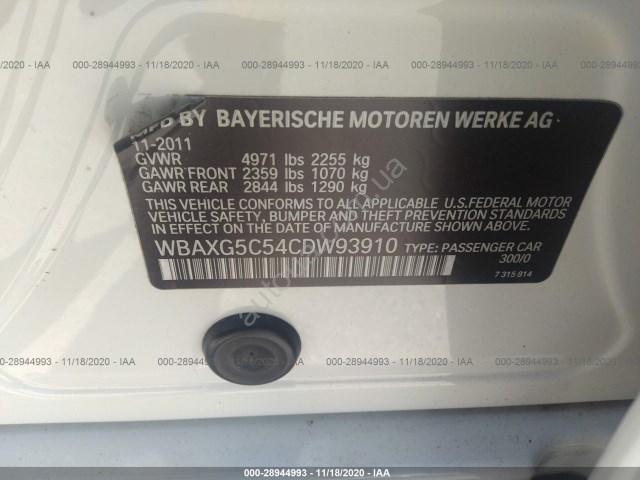 000-28944993 - 11/18/2020 - IAA
000-28944993 - 11/18/2020 - IAA
000-28944993 - 11/18/2020 - IAA
MFD BY BAYERISCHE MOTOREN WERKE AG
11-2011
GVWR 4971 lbs 2255 kg
GAWR FRONT 2359 lbs 1070 kg
GAWR REAR 2844 lbs 1290 kg
THIS VEHICLE CONFORMS TO ALL APPLICABLE U.S.FEDERAL MOTOR
VEHICLE SAFETY, BUMPER AND THEFT PREVENTION STANDARDS
IN EFFECT ON THE DATE OF MANUFACTURE SHOWN ABOVE.
WBAXG5C54CDW93910 TYPE: PASSENGER CAR
300/0
7 315 814
000-28944993 - 11/18/2020 - IAA
000-28944993 - 11/18/2020 - IAA
000-28944993 - 11/18/2020 - IAA
000-28944993 - 11/18/2020 - IAA